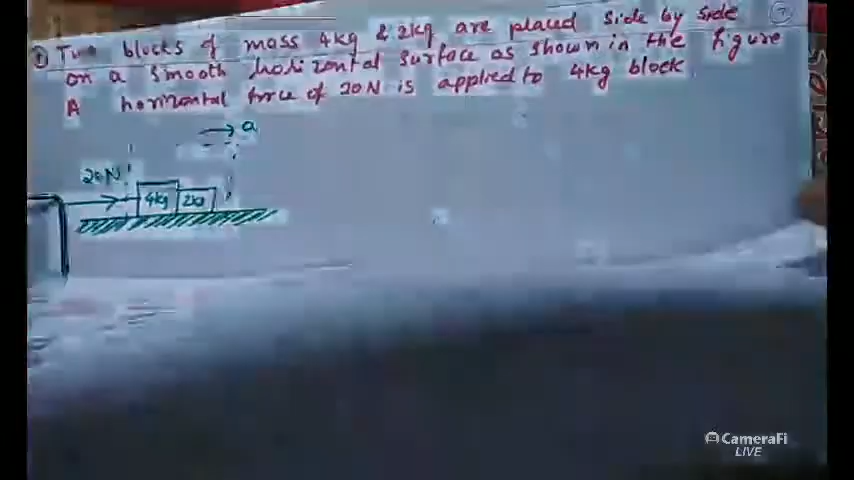 ① Two blocks of mass 4kg & 2kg are placed side by side
on a smooth horizontal surface as shown in the figure
A horizontal force of 20N is applied to 4kg block
→ a
20N
4kg 2kg
CameraFi
LIVE